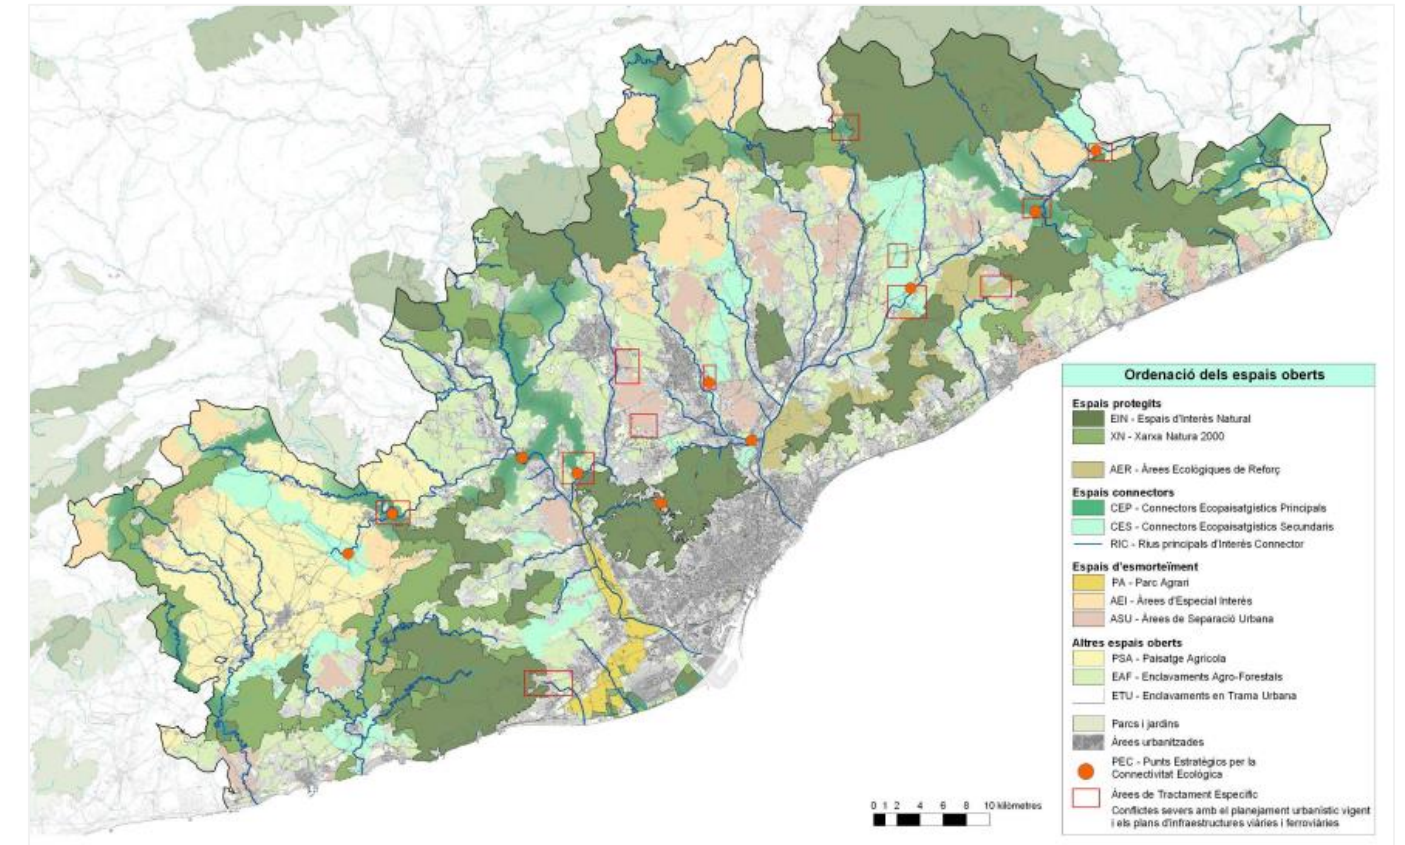 Ordenació dels espais oberts
Espais protegits
EIN - Espais d'Interès Natural
XN - Xarxa Natura 2000
AER - Àrees Ecològiques de Reforç
Espais connectors
CEP - Connectors Ecopaisatgístics Principals
CES - Connectors Ecopaisatgístics Secundaris
RIC - Rius principals d'Interès Connector
Espais d'esmorteïment
PA - Parc Agrari
AEI - Àrees d'Especial Interès
ASU - Àrees de Separació Urbana
Altres espais oberts
PSA - Paisatge Agrícola
EAF - Enclavaments Agro-Forestals
ETU - Enclavaments en Trama Urbana
Parcs i jardins
Àrees urbanitzades
PEC - Punts Estratègics per la
Connectivitat Ecològica
Àrees de Tractament Específic
Conflictes severs amb el planejament urbanístic vigent
i els plans d'infraestructures viàries i ferroviàries
0 1 2 4 6 8 10 kilòmetres